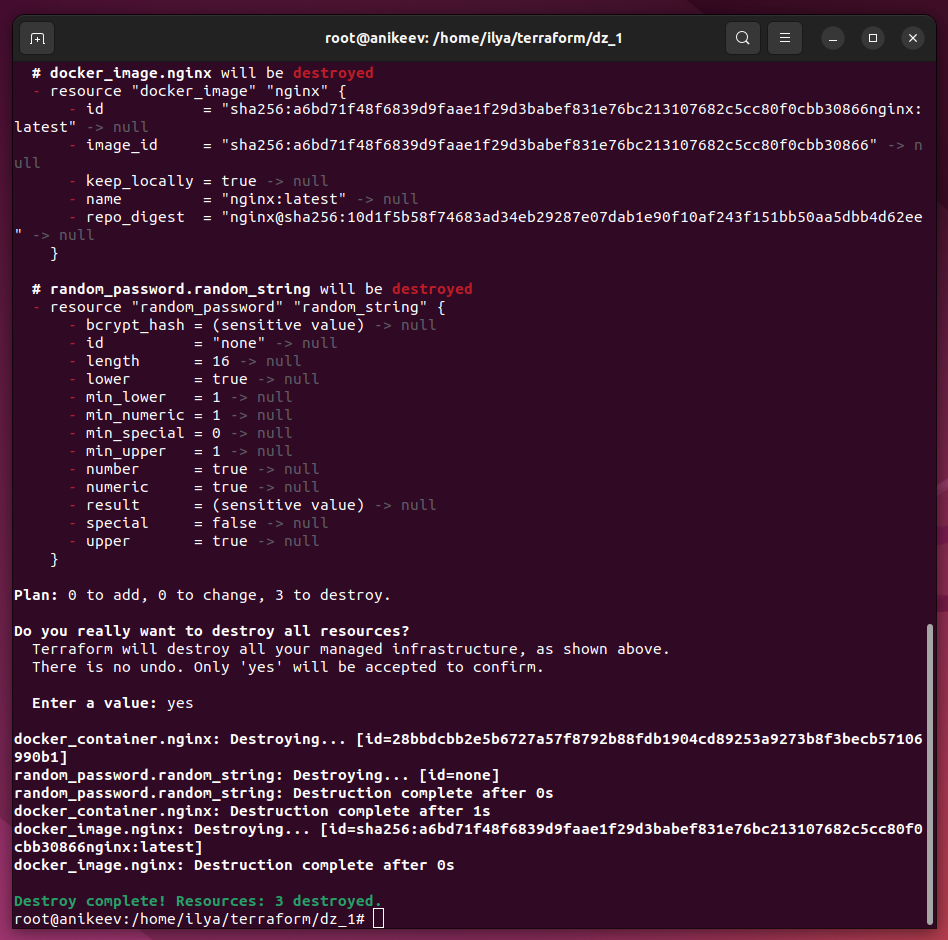 root@anikeev: /home/ilya/terraform/dz_1
# docker_image.nginx will be destroyed
- resource "docker_image" "nginx" {
- id           = "sha256:a6bd71f48f6839d9faae1f29d3babef831e76bc213107682c5cc80f0cbb30866nginx:
latest" -> null
- image_id     = "sha256:a6bd71f48f6839d9faae1f29d3babef831e76bc213107682c5cc80f0cbb30866" -> n
ull
- keep_locally = true -> null
- name         = "nginx:latest" -> null
- repo_digest  = "nginx@sha256:10d1f5b58f74683ad34eb29287e07dab1e90f10af243f151bb50aa5dbb4d62ee
" -> null
}
# random_password.random_string will be destroyed
- resource "random_password" "random_string" {
- bcrypt_hash = (sensitive value) -> null
- id          = "none" -> null
- length      = 16 -> null
- lower       = true -> null
- min_lower   = 1 -> null
- min_numeric = 1 -> null
- min_special = 0 -> null
- min_upper   = 1 -> null
- number      = true -> null
- numeric     = true -> null
- result      = (sensitive value) -> null
- special     = false -> null
- upper       = true -> null
}
Plan: 0 to add, 0 to change, 3 to destroy.
Do you really want to destroy all resources?
Terraform will destroy all your managed infrastructure, as shown above.
There is no undo. Only 'yes' will be accepted to confirm.
Enter a value: yes
docker_container.nginx: Destroying... [id=28bbdcbb2e5b6727a57f8792b88fdb1904cd89253a9273b8f3becb57106
990b1]
random_password.random_string: Destroying... [id=none]
random_password.random_string: Destruction complete after 0s
docker_container.nginx: Destruction complete after 1s
docker_image.nginx: Destroying... [id=sha256:a6bd71f48f6839d9faae1f29d3babef831e76bc213107682c5cc80f0
cbb30866nginx:latest]
docker_image.nginx: Destruction complete after 0s
Destroy complete! Resources: 3 destroyed.
root@anikeev:/home/ilya/terraform/dz_1#